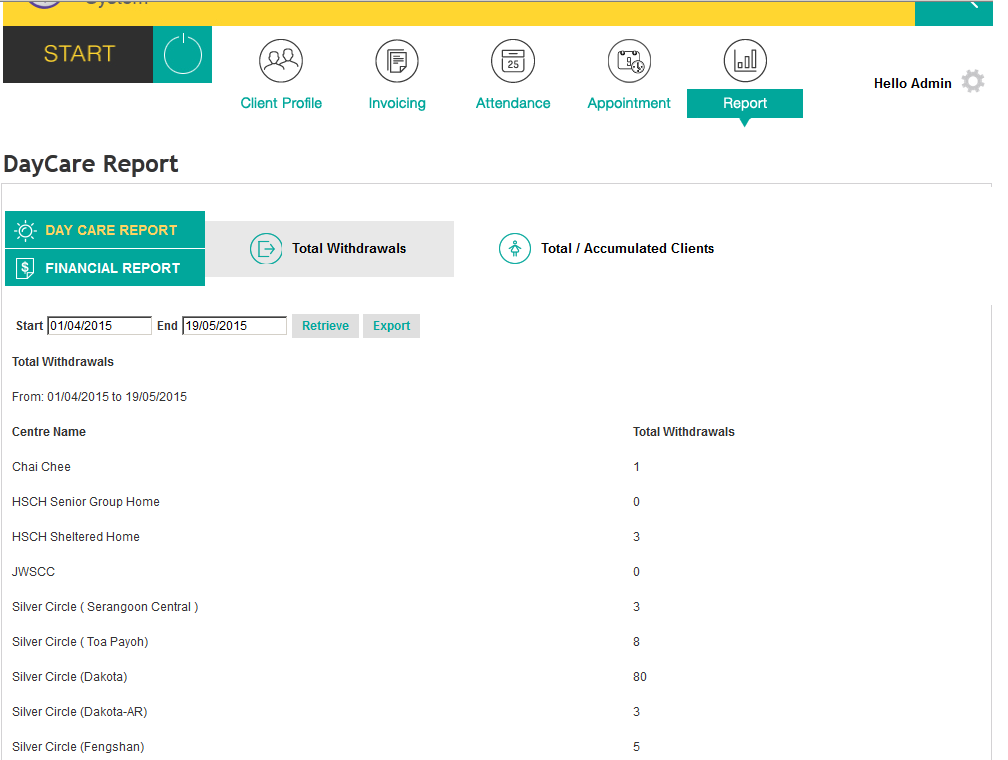 START
Client Profile
Invoicing
25
Attendance
9
Appointment
Report
Hello Admin
DayCare Report
DAY CARE REPORT
$ FINANCIAL REPORT
Total Withdrawals
Total / Accumulated Clients
Start 01/04/2015 End 19/05/2015 Retrieve Export
Total Withdrawals
From: 01/04/2015 to 19/05/2015
Centre Name Total Withdrawals
Chai Chee 1
HSCH Senior Group Home 0
HSCH Sheltered Home 3
JWSCC 0
Silver Circle ( Serangoon Central ) 3
Silver Circle ( Toa Payoh) 8
Silver Circle (Dakota) 80
Silver Circle (Dakota-AR) 3
Silver Circle (Fengshan) 5